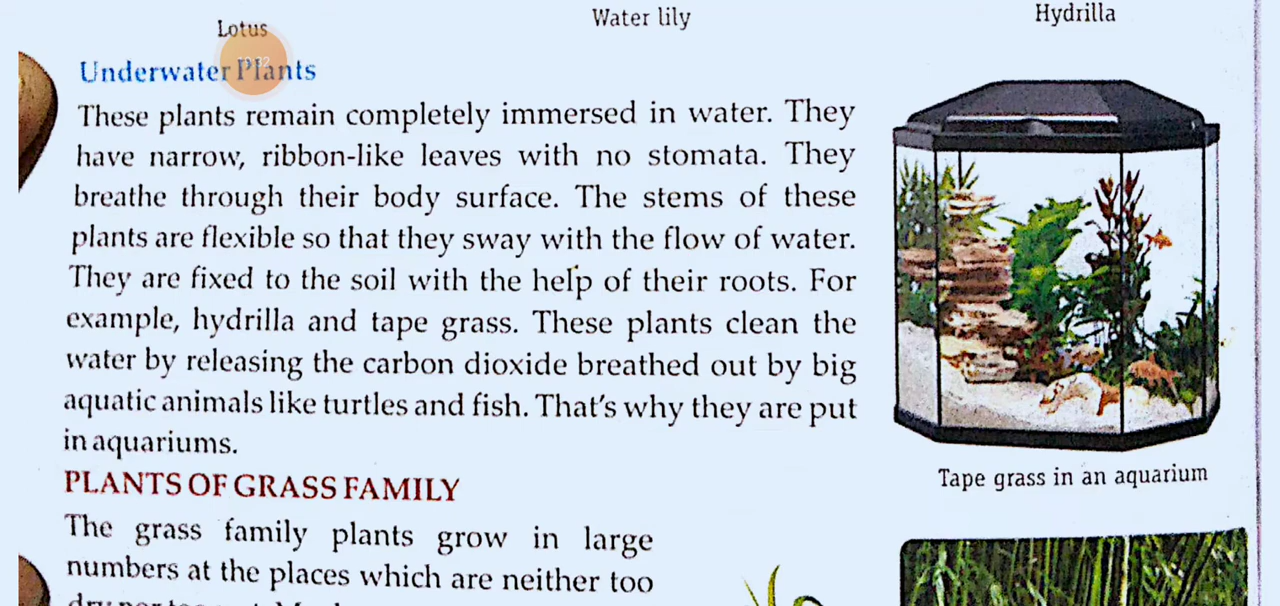 Lotus
Water lily
Hydrilla
Underwater Plants
These plants remain completely immersed in water. They
have narrow, ribbon-like leaves with no stomata. They
breathe through their body surface. The stems of these
plants are flexible so that they sway with the flow of water.
They are fixed to the soil with the help of their roots. For
example, hydrilla and tape grass. These plants clean the
water by releasing the carbon dioxide breathed out by big
aquatic animals like turtles and fish. That's why they are put
in aquariums.
Tape grass in an aquarium
PLANTS OF GRASS FAMILY
The grass family plants grow in large
numbers at the places which are neither too